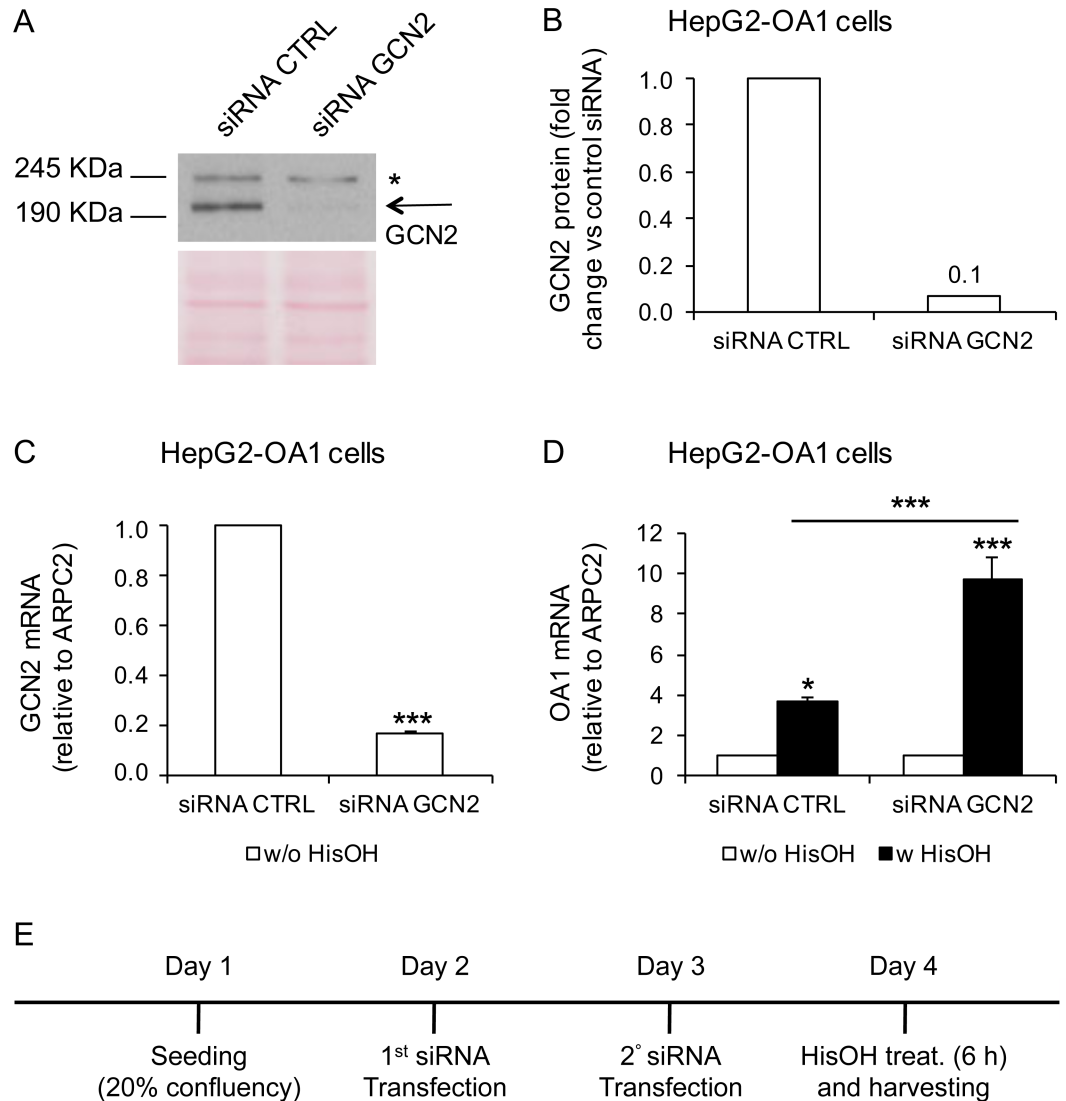 A
siRNA CTRL
siRNA GCN2
245 KDa
190 KDa
*
GCN2
B
HepG2-OA1 cells
GCN2 protein (fold
change vs control siRNA)
1.0
0.8
0.6
0.4
0.2
0.0
0.1
siRNA CTRL
siRNA GCN2
C
HepG2-OA1 cells
GCN2 mRNA
(relative to ARPC2)
1.0
0.8
0.6
0.4
0.2
0.0
***
siRNA CTRL
siRNA GCN2
w/o HisOH
D
HepG2-OA1 cells
OA1 mRNA
(relative to ARPC2)
12
10
8
6
4
2
0
***
***
*
siRNA CTRL
siRNA GCN2
w/o HisOH
w HisOH
E
Day 1
Day 2
Day 3
Day 4
Seeding
(20% confluency)
1st siRNA
Transfection
2° siRNA
Transfection
HisOH treat. (6 h)
and harvesting